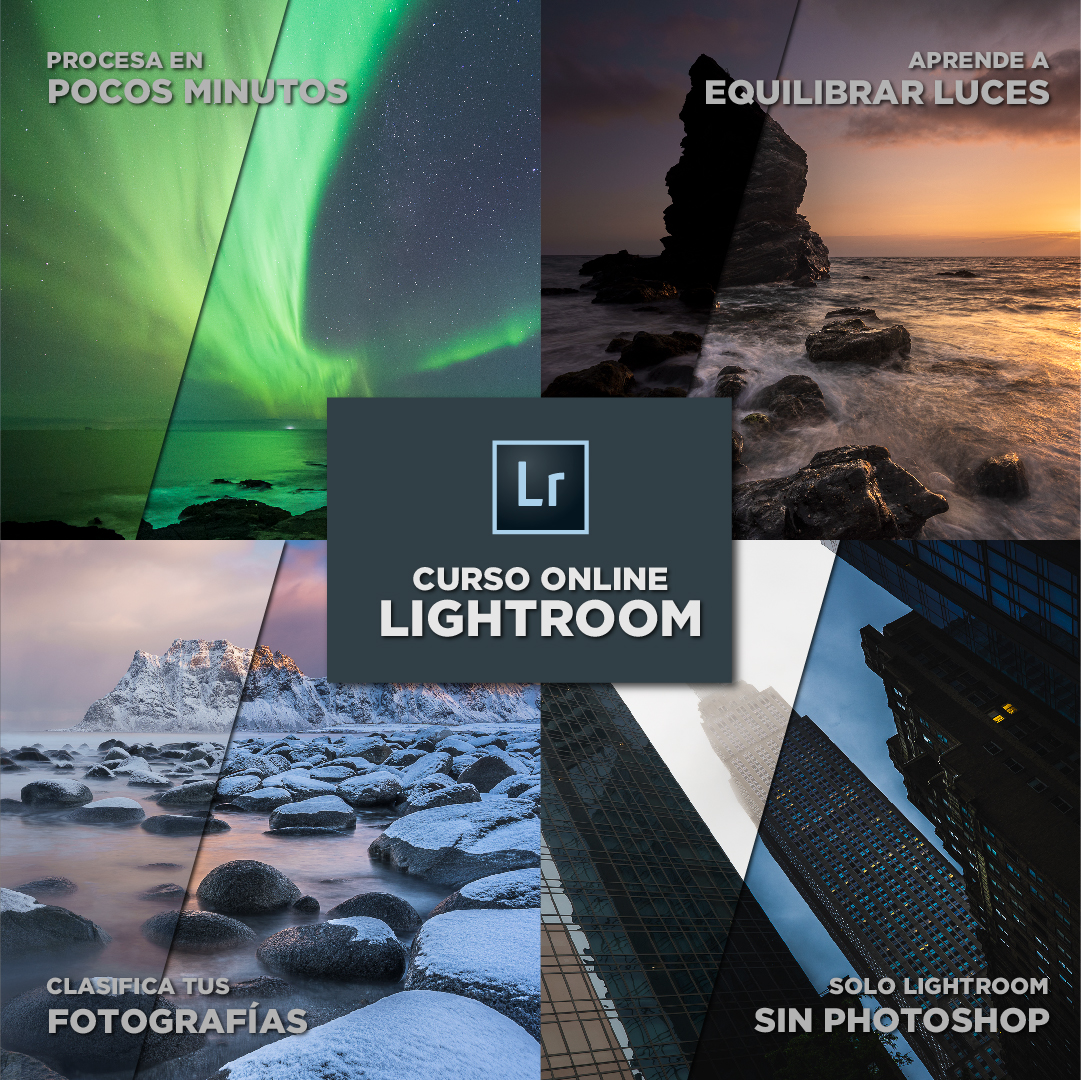 PROCESA EN
POCOS MINUTOS
APRENDE A
EQUILIBRAR LUCES
Lr
CURSO ONLINE
LIGHTROOM
CLASIFICA TUS
FOTOGRAFÍAS
SOLO LIGHTROOM
SIN PHOTOSHOP